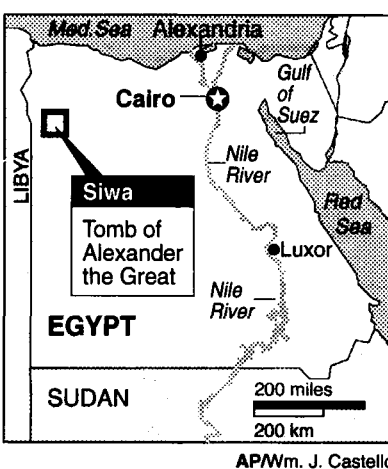 Med. Sea
Alexandria
Cairo
Gulf
of
Suez
Nile
River
LIBYA
Siwa
Tomb of
Alexander
the Great
Red
Sea
Luxor
Nile
River
EGYPT
SUDAN
200 miles
200 km
AP/Wm. J. Castello